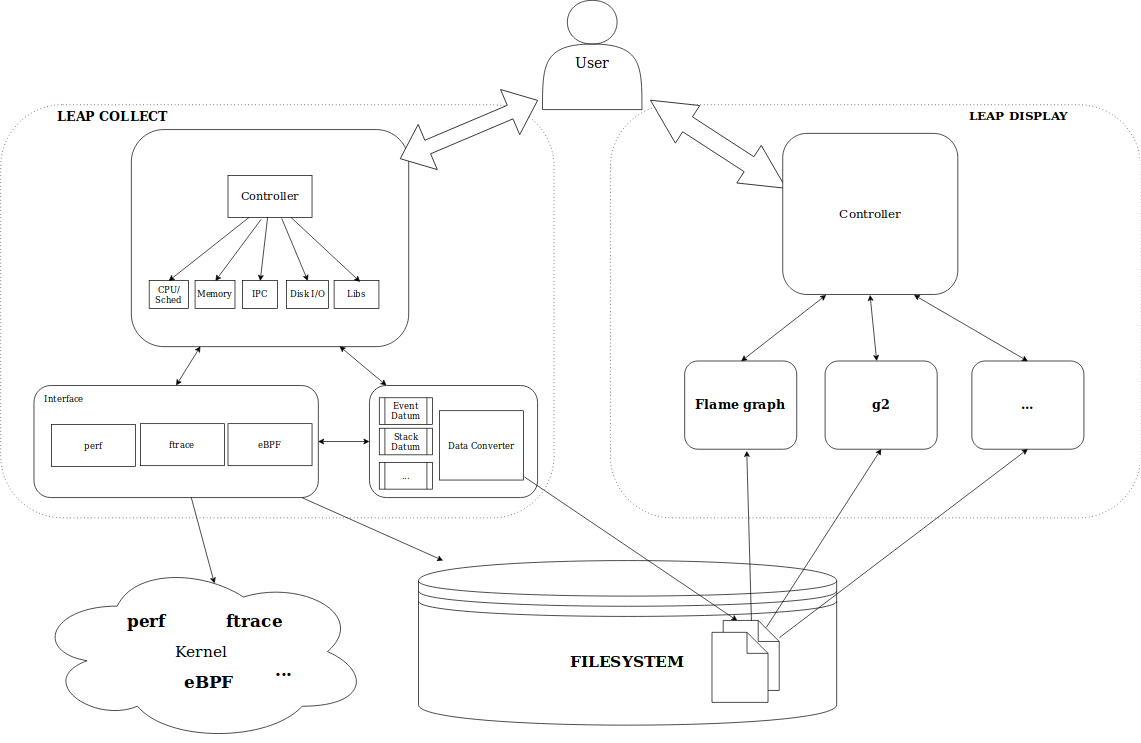 User
LEAP COLLECT
LEAP DISPLAY
Controller
CPU/
Sched
Memory
IPC
Disk I/O
Libs
Controller
Interface
perf
ftrace
eBPF
Event
Datum
Stack
Datum
...
Data Converter
Flame graph
g2
...
perf
ftrace
Kernel
eBPF
...
FILESYSTEM